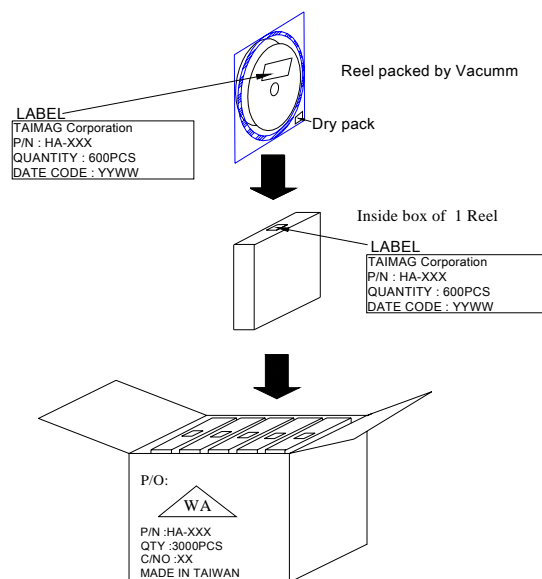 Reel packed by Vacumm
Dry pack
LABEL
TAIMAG Corporation
P/N : HA-XXX
QUANTITY : 600PCS
DATE CODE : YYWW
Inside box of 1 Reel
LABEL
TAIMAG Corporation
P/N : HA-XXX
QUANTITY : 600PCS
DATE CODE : YYWW
P/O:
WA
P/N :HA-XXX
QTY :3000PCS
C/NO :XX
MADE IN TAIWAN